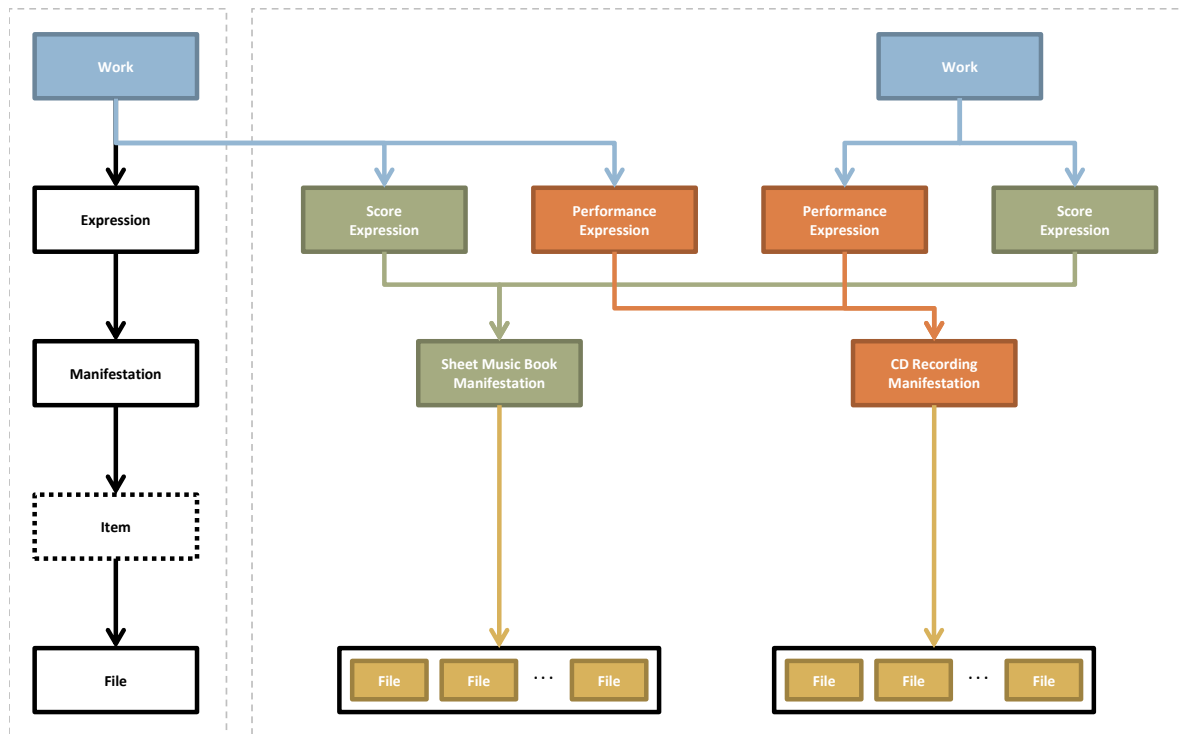 Work
Work
Expression
Score
Expression
Performance
Expression
Performance
Expression
Score
Expression
Manifestation
Sheet Music Book
Manifestation
CD Recording
Manifestation
Item
File
File
File
...
File
File
File
...
File